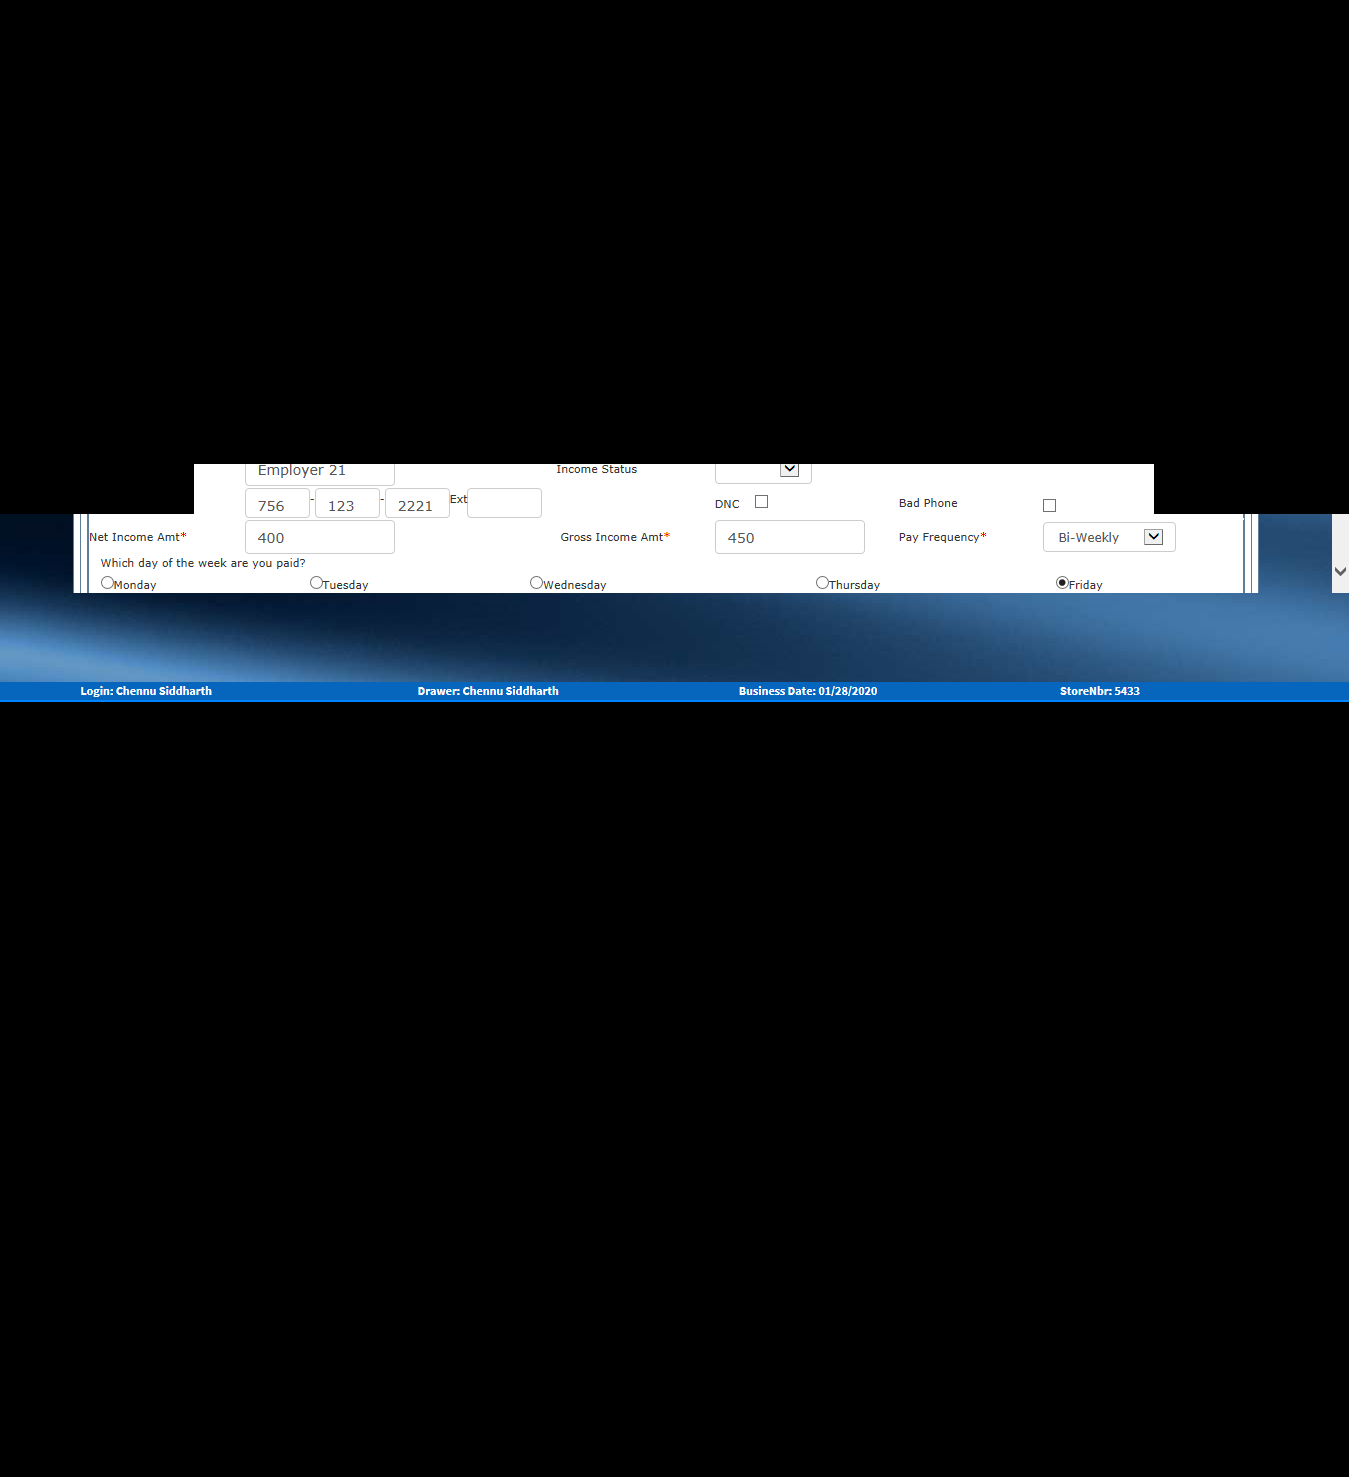 Employer 21 Income Status
756 - 123 - 2221 Ext DNC Bad Phone
Net Income Amt* 400 Gross Income Amt* 450 Pay Frequency* Bi-Weekly
Which day of the week are you paid?
Monday Tuesday Wednesday Thursday Friday
Login: Chennu Siddharth Drawer: Chennu Siddharth Business Date: 01/28/2020 StoreNbr: 5433